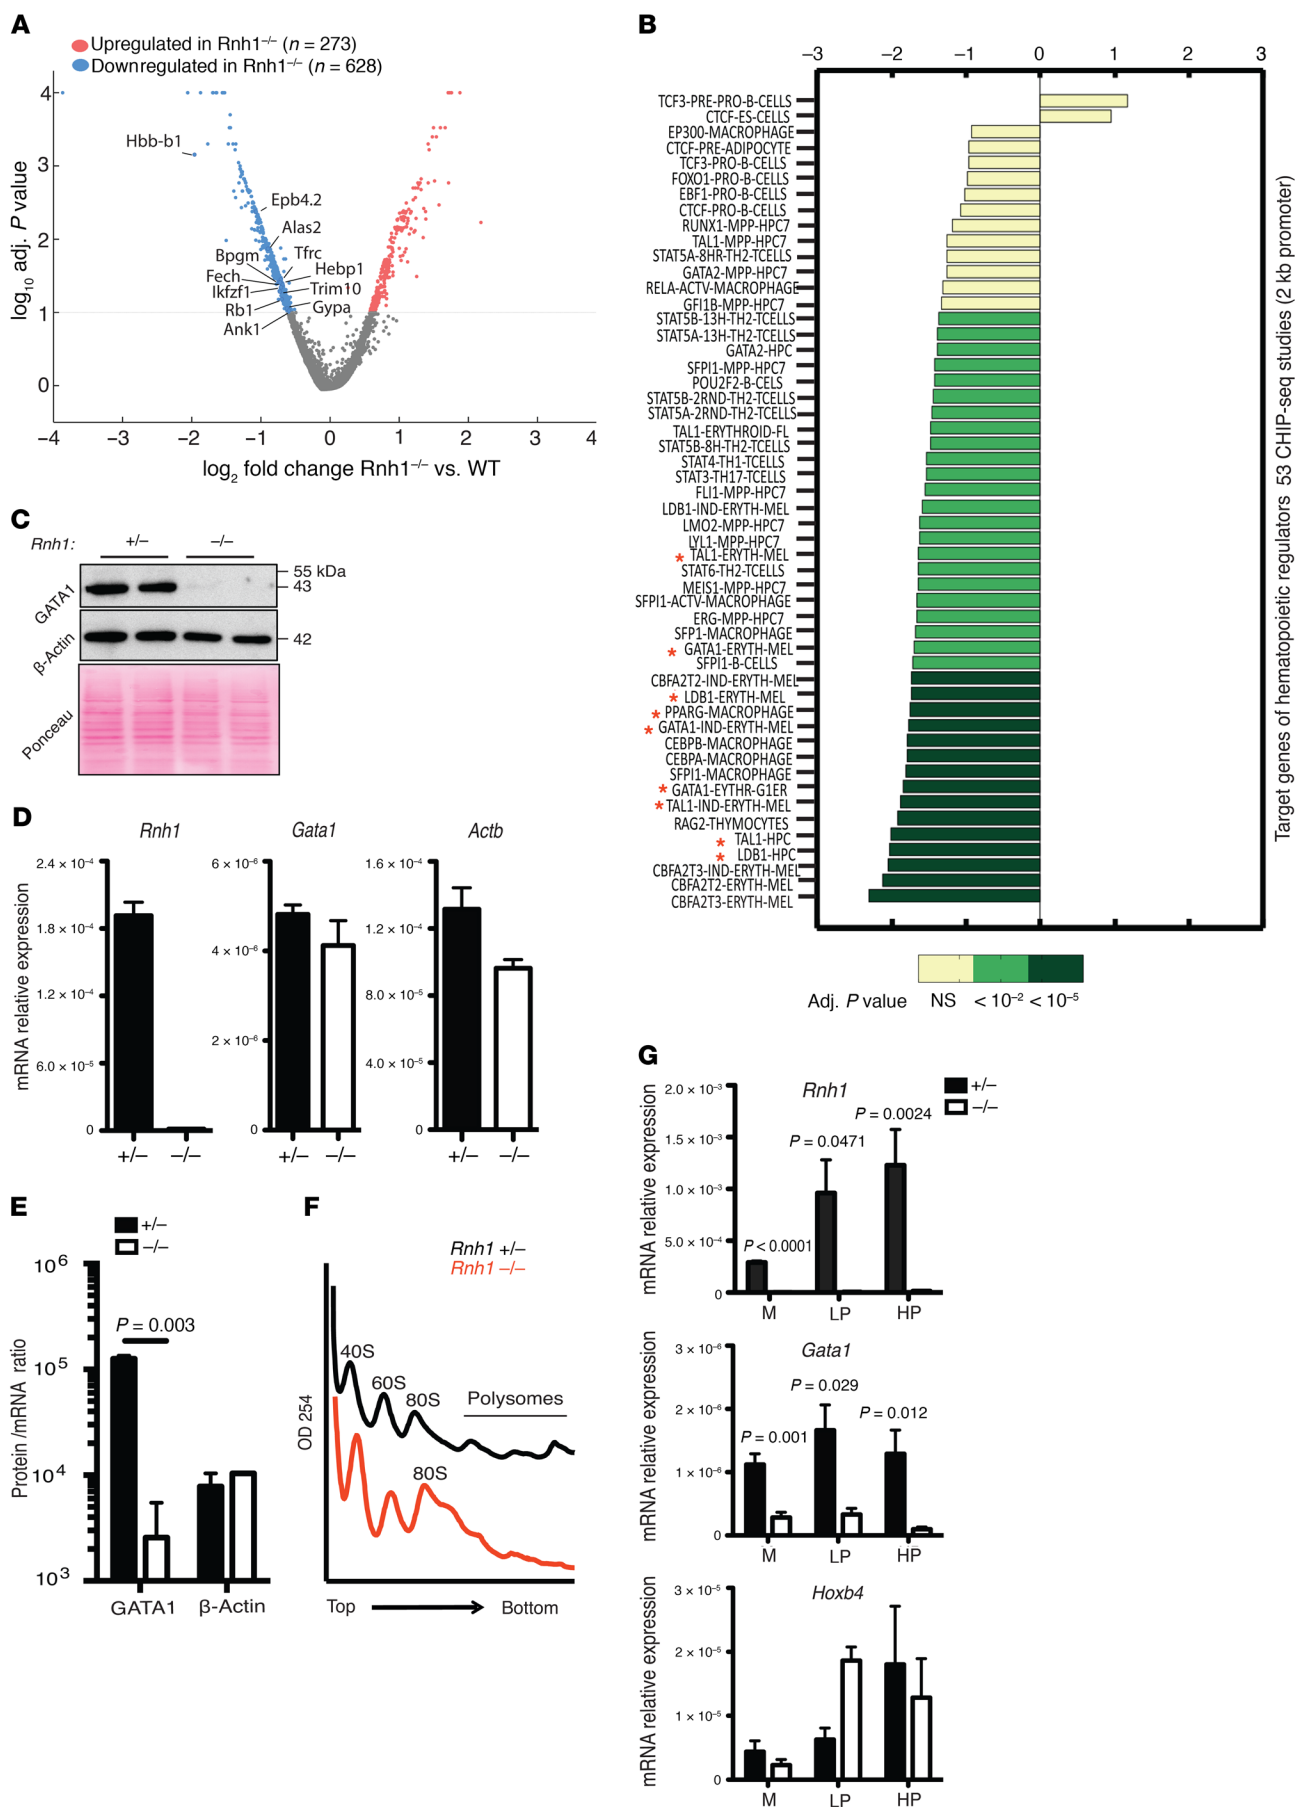 A
Upregulated in Rnh1–/– (n = 273)
Downregulated in Rnh1–/– (n = 628)
log10 adj. P value
4
3
2
1
0
Hbb-b1
Epb4.2
Alas2
Bpgm
Tfrc
Fech
Hebp1
Ikfzf1
Trim10
Rb1
Gypa
Ank1
–4 –3 –2 –1 0 1 2 3 4
log2 fold change Rnh1–/– vs. WT
B
–3 –2 –1 0 1 2 3
TCF3-PRE-PRO-B-CELLS
CTCF-ES-CELLS
EP300-MACROPHAGE
CTCF-PRE-ADIPOCYTE
TCF3-PRO-B-CELLS
FOXO1-PRO-B-CELLS
EBF1-PRO-B-CELLS
CTCF-PRO-B-CELLS
RUNX1-MPP-HPC7
TAL1-MPP-HPC7
STAT5A-8HR-TH2-TCELLS
GATA2-MPP-HPC7
RELA-ACTV-MACROPHAGE
GFI1B-MPP-HPC7
STAT5B-13H-TH2-TCELLS
STAT5A-13H-TH2-TCELLS
GATA2-HPC
SFPI1-MPP-HPC7
POU2F2-B-CELS
STAT5B-2RND-TH2-TCELLS
STAT5A-2RND-TH2-TCELLS
TAL1-ERYTHROID-FL
STAT5B-8H-TH2-TCELLS
STAT4-TH1-TCELLS
STAT3-TH17-TCELLS
FLI1-MPP-HPC7
LDB1-IND-ERYTH-MEL
LMO2-MPP-HPC7
LYL1-MPP-HPC7
* TAL1-ERYTH-MEL
STAT6-TH2-TCELLS
MEIS1-MPP-HPC7
SFPI1-ACTV-MACROPHAGE
ERG-MPP-HPC7
SFP1-MACROPHAGE
* GATA1-ERYTH-MEL
SFPI1-B-CELLS
CBFA2T2-IND-ERYTH-MEL
* LDB1-ERYTH-MEL
* PPARG-MACROPHAGE
* GATA1-IND-ERYTH-MEL
CEBPB-MACROPHAGE
CEBPA-MACROPHAGE
SFPI1-MACROPHAGE
* GATA1-EYTHR-G1ER
* TAL1-IND-ERYTH-MEL
RAG2-THYMOCYTES
* TAL1-HPC
* LDB1-HPC
CBFA2T3-IND-ERYTH-MEL
CBFA2T2-ERYTH-MEL
CBFA2T3-ERYTH-MEL
Target genes of hematopoietic regulators 53 CHIP-seq studies (2 kb promoter)
Adj. P value NS < 10–2 < 10–5
C
Rnh1: +/– –/–
GATA1
55 kDa
43
β-Actin
42
Ponceau
D
mRNA relative expression
Rnh1
2.4 × 10–4
1.8 × 10–4
1.2 × 10–4
6.0 × 10–5
0
+/– –/–
Gata1
6 × 10–6
4 × 10–6
2 × 10–6
0
+/– –/–
Actb
1.6 × 10–4
1.2 × 10–4
8.0 × 10–5
4.0 × 10–5
0
+/– –/–
E
+/–
–/–
Protein /mRNA ratio
106
105
104
103
P = 0.003
GATA1 β-Actin
F
Rnh1 +/–
Rnh1 –/–
OD 254
40S
60S
80S
Polysomes
80S
Top Bottom
G
+/–
–/–
Rnh1
mRNA relative expression
2.0 × 10–3
1.5 × 10–3
1.0 × 10–3
5.0 × 10–4
0
P < 0.0001
P = 0.0471
P = 0.0024
M LP HP
Gata1
mRNA relative expression
3 × 10–6
2 × 10–6
1 × 10–6
0
P = 0.001
P = 0.029
P = 0.012
M LP HP
Hoxb4
mRNA relative expression
3 × 10–5
2 × 10–5
1 × 10–5
0
M LP HP